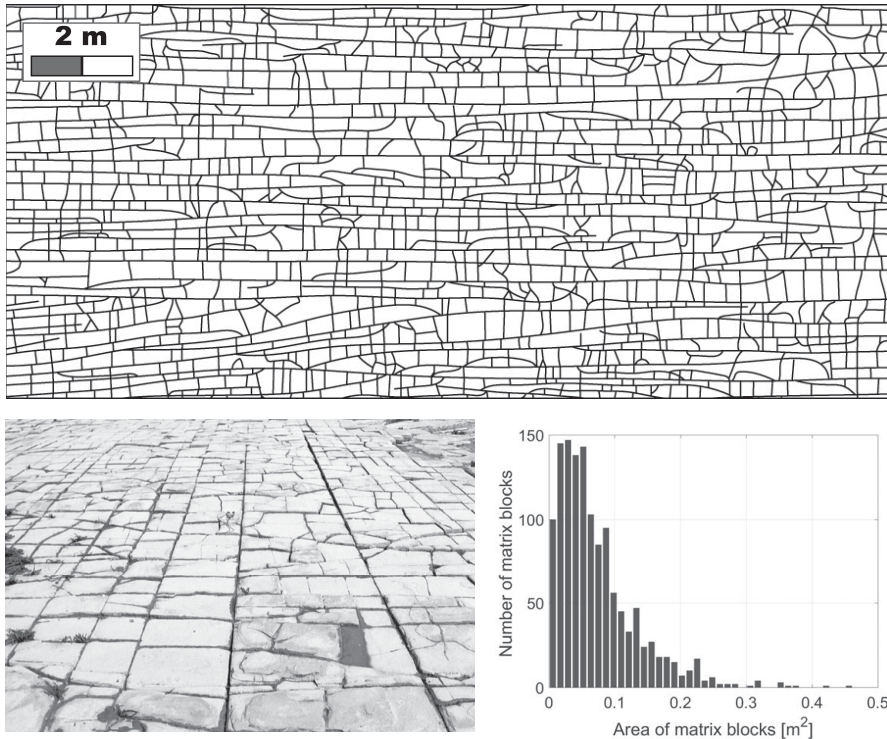 2 m
150
100
50
0
Number of matrix blocks
0 0.1 0.2 0.3 0.4 0.5
Area of matrix blocks [m²]